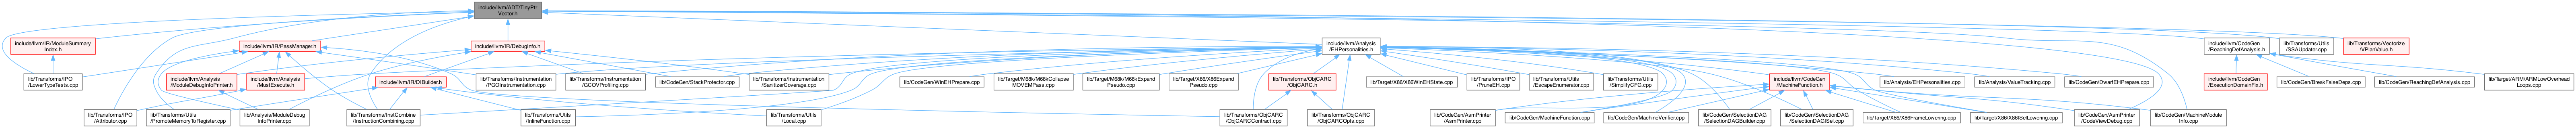 include/llvm/ADT/TinyPtr
Vector.h
include/llvm/IR/ModuleSummary
Index.h
include/llvm/IR/PassManager.h
include/llvm/IR/DebugInfo.h
include/llvm/Analysis
/EHPersonalities.h
include/llvm/CodeGen
/ReachingDefAnalysis.h
lib/Transforms/Utils
/SSAUpdater.cpp
lib/Transforms/Vectorize
/VPlanValue.h
lib/Transforms/IPO
/LowerTypeTests.cpp
include/llvm/Analysis
/ModuleDebugInfoPrinter.h
include/llvm/Analysis
/MustExecute.h
include/llvm/IR/DIBuilder.h
lib/Transforms/Instrumentation
/PGOInstrumentation.cpp
lib/Transforms/Instrumentation
/GCOVProfiling.cpp
lib/CodeGen/StackProtector.cpp
lib/Transforms/Instrumentation
/SanitizerCoverage.cpp
lib/CodeGen/WinEHPrepare.cpp
lib/Target/M68k/M68kCollapse
MOVEMPass.cpp
lib/Target/M68k/M68kExpand
Pseudo.cpp
lib/Target/X86/X86Expand
Pseudo.cpp
lib/Transforms/ObjCARC
/ObjCARC.h
lib/Target/X86/X86WinEHState.cpp
lib/Transforms/IPO
/PruneEH.cpp
lib/Transforms/Utils
/EscapeEnumerator.cpp
lib/Transforms/Utils
/SimplifyCFG.cpp
include/llvm/CodeGen
/MachineFunction.h
lib/Analysis/EHPersonalities.cpp
lib/Analysis/ValueTracking.cpp
lib/CodeGen/DwarfEHPrepare.cpp
include/llvm/CodeGen
/ExecutionDomainFix.h
lib/CodeGen/BreakFalseDeps.cpp
lib/CodeGen/ReachingDefAnalysis.cpp
lib/Target/ARM/ARMLowOverhead
Loops.cpp
lib/Transforms/IPO
/Attributor.cpp
lib/Transforms/Utils
/PromoteMemoryToRegister.cpp
lib/Analysis/ModuleDebug
InfoPrinter.cpp
lib/Transforms/InstCombine
/InstructionCombining.cpp
lib/Transforms/Utils
/InlineFunction.cpp
lib/Transforms/Utils
/Local.cpp
lib/Transforms/ObjCARC
/ObjCARCContract.cpp
lib/Transforms/ObjCARC
/ObjCARCOpts.cpp
lib/CodeGen/AsmPrinter
/AsmPrinter.cpp
lib/CodeGen/MachineFunction.cpp
lib/CodeGen/MachineVerifier.cpp
lib/CodeGen/SelectionDAG
/SelectionDAGBuilder.cpp
lib/CodeGen/SelectionDAG
/SelectionDAGISel.cpp
lib/Target/X86/X86FrameLowering.cpp
lib/Target/X86/X86ISelLowering.cpp
lib/CodeGen/AsmPrinter
/CodeViewDebug.cpp
lib/CodeGen/MachineModule
Info.cpp